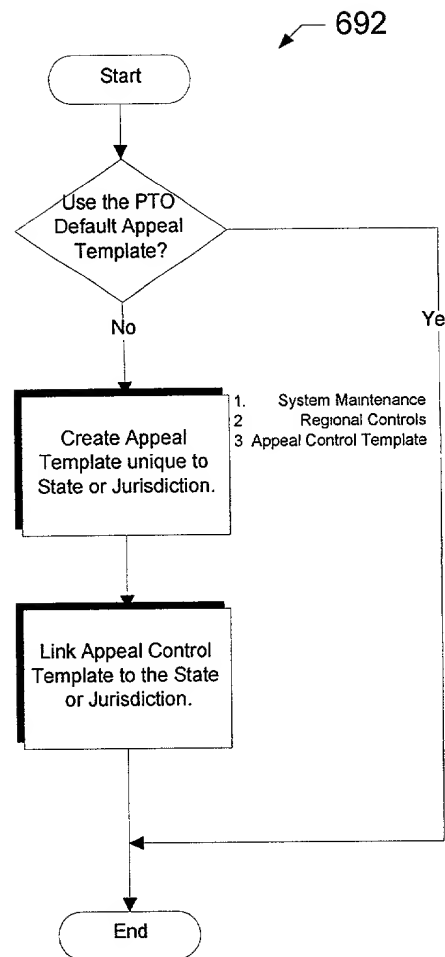 692
Start
Use the PTO
Default Appeal
Template?
No
Ye
Create Appeal
Template unique to
State or Jurisdiction.
1. System Maintenance
2 Regional Controls
3 Appeal Control Template
Link Appeal Control
Template to the State
or Jurisdiction.
End